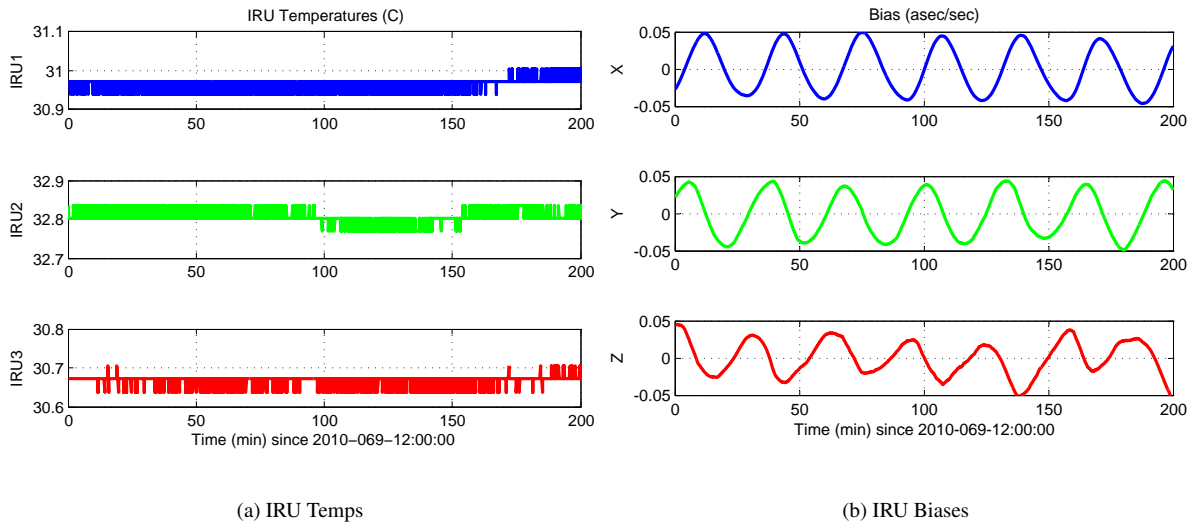 IRU Temperatures (C)
31.1
31
30.9
IRU1
0 50 100 150 200
32.9
32.8
32.7
IRU2
0 50 100 150 200
30.8
30.7
30.6
IRU3
0 50 100 150 200
Time (min) since 2010–069–12:00:00
(a) IRU Temps
Bias (asec/sec)
0.05
0
-0.05
X
0 50 100 150 200
0.05
0
-0.05
Y
0 50 100 150 200
0.05
0
-0.05
Z
0 50 100 150 200
Time (min) since 2010-069-12:00:00
(b) IRU Biases